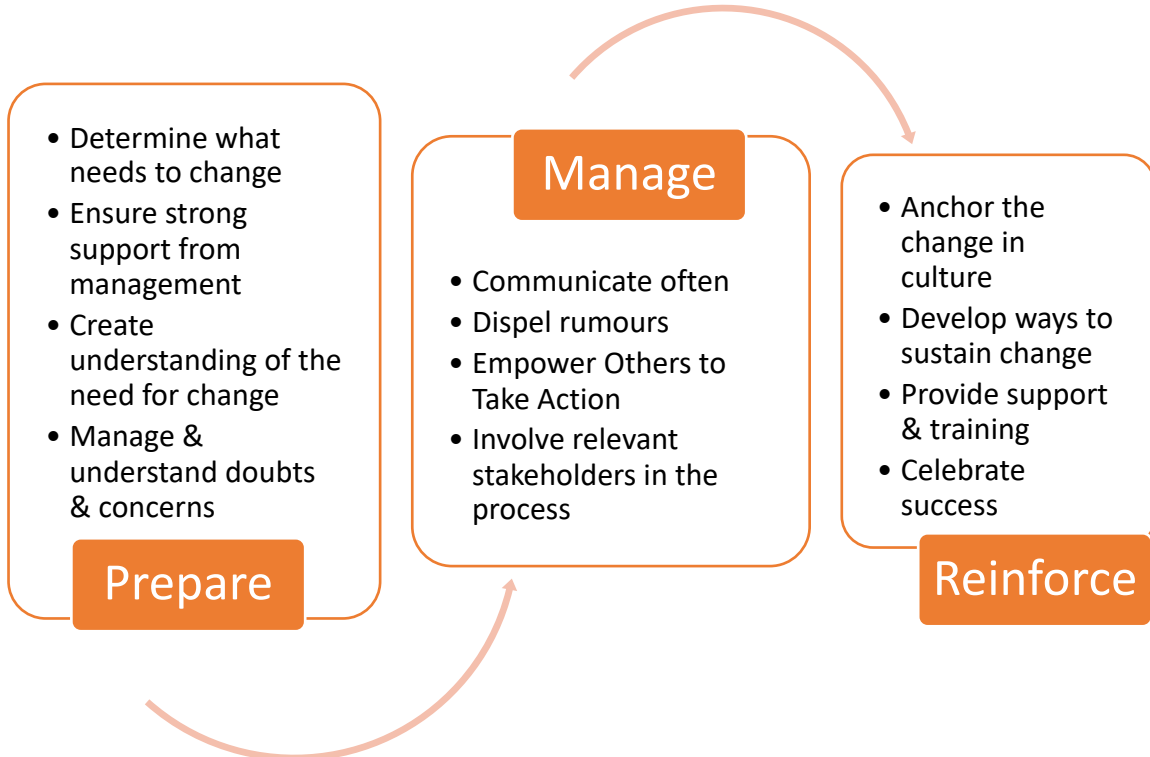 • Determine what
needs to change
• Ensure strong
support from
management
• Create
understanding of the
need for change
• Manage &
understand doubts
& concerns
Prepare
Manage
• Communicate often
• Dispel rumours
• Empower Others to
Take Action
• Involve relevant
stakeholders in the
process
• Anchor the
change in
culture
• Develop ways to
sustain change
• Provide support
& training
• Celebrate
success
Reinforce